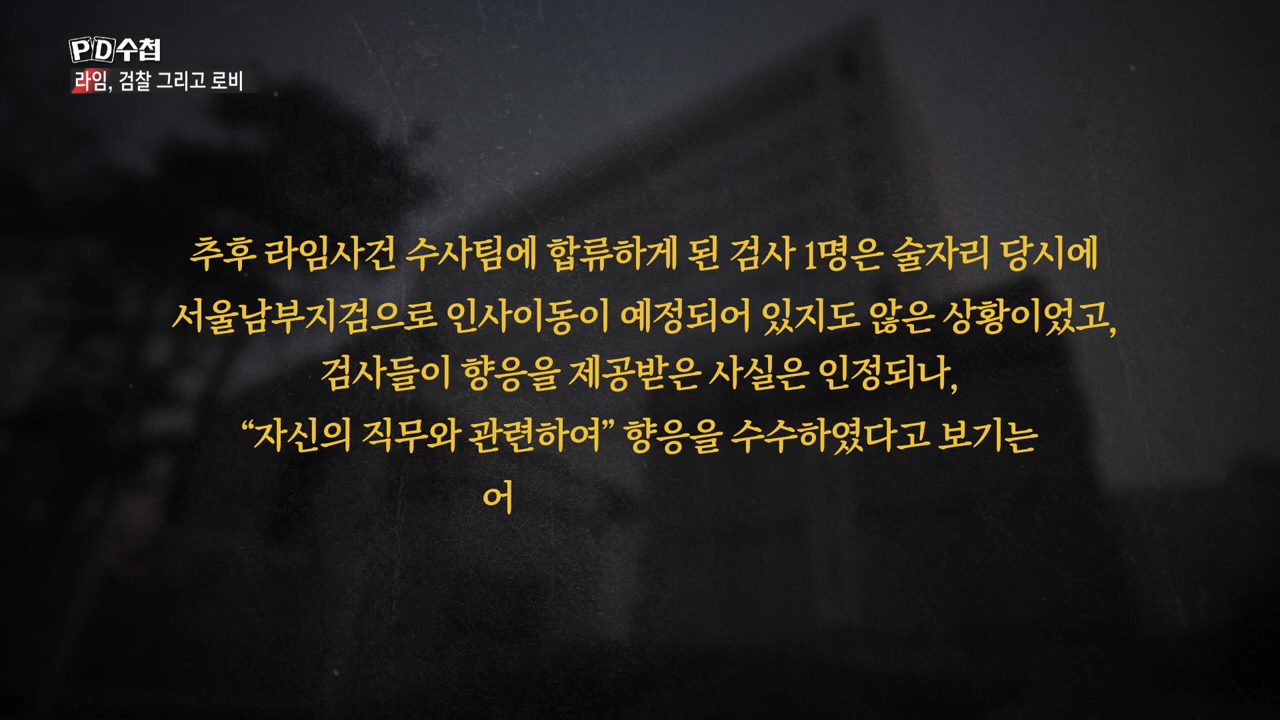 PD수첩
라임, 검찰 그리고 로비
추후 라임사건 수사팀에 합류하게 된 검사 1명은 술자리 당시에
서울남부지검으로 인사이동이 예정되어 있지도 않은 상황이었고,
검사들이 향응을 제공받은 사실은 인정되나,
“자신의 직무와 관련하여” 향응을 수수하였다고 보기는
어